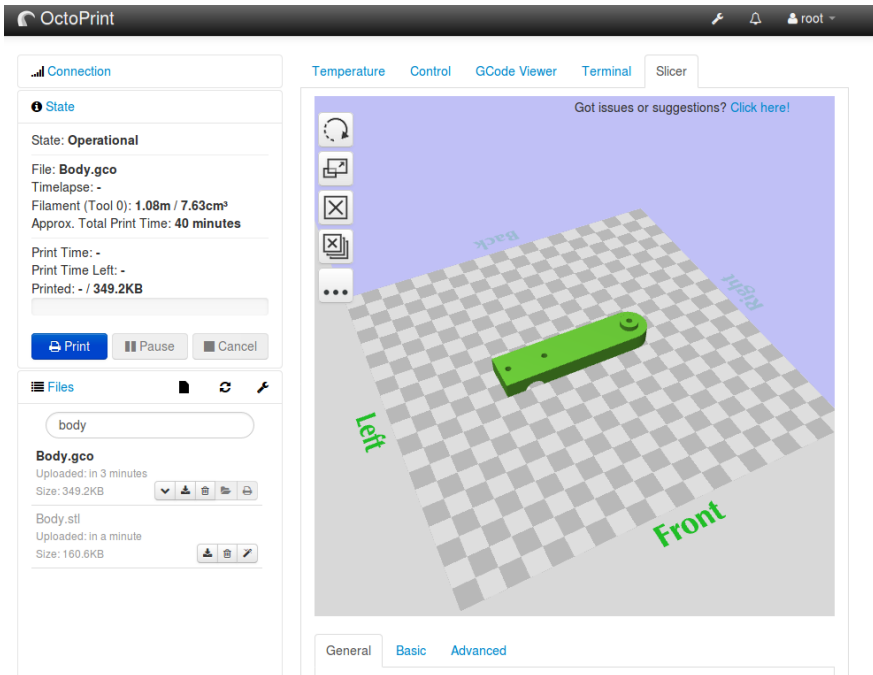 OctoPrint
root
Connection
State
State: Operational
File: Body.gco
Timelapse: -
Filament (Tool 0): 1.08m / 7.63cm³
Approx. Total Print Time: 40 minutes
Print Time: -
Print Time Left: -
Printed: - / 349.2KB
Print Pause Cancel
Files
body
Body.gco
Uploaded: in 3 minutes
Size: 349.2KB
Body.stl
Uploaded: in a minute
Size: 160.6KB
Temperature Control GCode Viewer Terminal Slicer
Got issues or suggestions? Click here!
Back
Right
Left
Front
General Basic Advanced